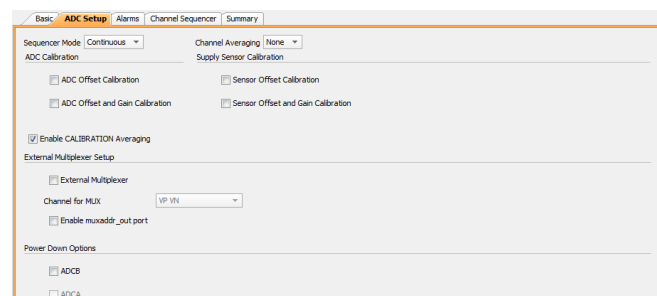 Basic ADC Setup Alarms Channel Sequencer Summary
Sequencer Mode Continuous Channel Averaging None
ADC Calibration Supply Sensor Calibration
ADC Offset Calibration Sensor Offset Calibration
ADC Offset and Gain Calibration Sensor Offset and Gain Calibration
Enable CALIBRATION Averaging
External Multiplexer Setup
External Multiplexer
Channel for MUX VP VN
Enable muxaddr_out port
Power Down Options
ADCB
ADCA